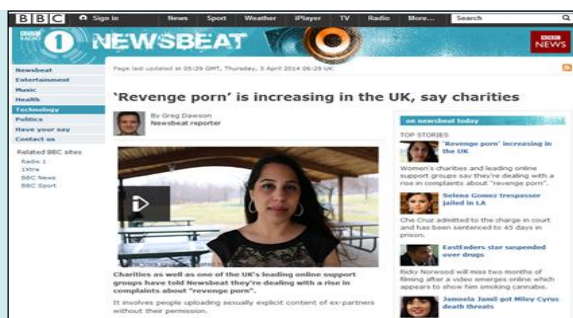 BBC Sign in News Sport Weather iPlayer TV Radio More... Search
BBC RADIO 1 NEWSBEAT BBC NEWS
Newsbeat
Entertainment
Music
Health
Technology
Politics
Have your say
Contact us
Related BBC sites
Radio 1
1Xtra
BBC News
BBC Sport
Page last updated at 05:29 GMT, Thursday, 3 April 2014 06:29 UK
'Revenge porn' is increasing in the UK, say charities
By Greg Dawson
Newsbeat reporter
Charities as well as one of the UK's leading online support
groups have told Newsbeat they're dealing with a rise in
complaints about "revenge porn".
It involves people uploading sexually explicit content of ex-partners
without their permission.
on newsbeat today
TOP STORIES
'Revenge porn' increasing in
the UK
Women's charities and leading online
support groups say they're dealing with a
rise in complaints about "revenge porn".
Selena Gomez trespasser
jailed in LA
Che Cruz admitted to the charge in court
and has been sentenced to 45 days in
prison.
EastEnders star suspended
over drugs
Ricky Norwood will miss two months of
filming after a video emerges online which
appears to show him smoking cannabis.
Jameela Jamil got Miley Cyrus
death threats